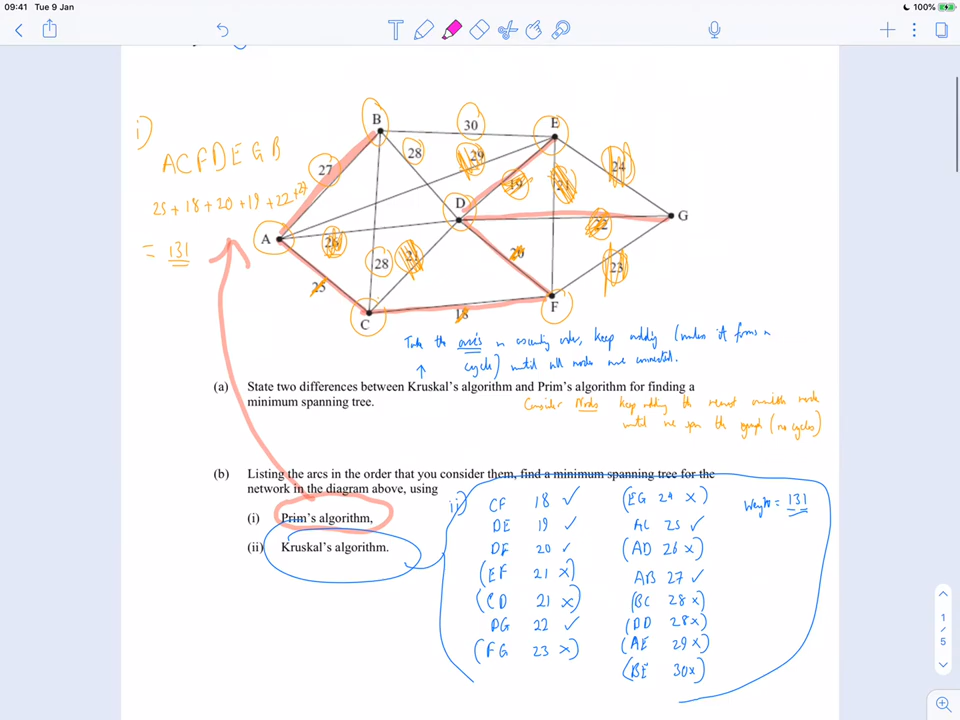 09:41 Tue 9 Jan
100%
i)
ACFDEGB
25 + 18 + 20 + 19 + 22 + 27
= 131
B
30
E
27
28
29
19
21
24
D
G
A
26
22
28
21
20
23
25
C
18
F
Take the arcs in ascending order, keep adding (unless it forms a
cycle) until all nodes are connected.
(a) State two differences between Kruskal's algorithm and Prim's algorithm for finding a
minimum spanning tree.
Consider Nodes keep adding the nearest node
until we span the graph (no cycles)
(b) Listing the arcs in the order that you consider them, find a minimum spanning tree for the
network in the diagram above, using
(i) Prim's algorithm,
(ii) Kruskal's algorithm.
ii)
CF 18 ✓
DE 19 ✓
DF 20 ✓
(EF 21 x)
(CD 21 x)
DG 22 ✓
(FG 23 x)
(EG 24 x)
AC 25 ✓
(AD 26 x)
AB 27 ✓
(BC 28 x)
(DD 28x)
(AE 29x)
(BE 30x)
Weight = 131
1
/
5